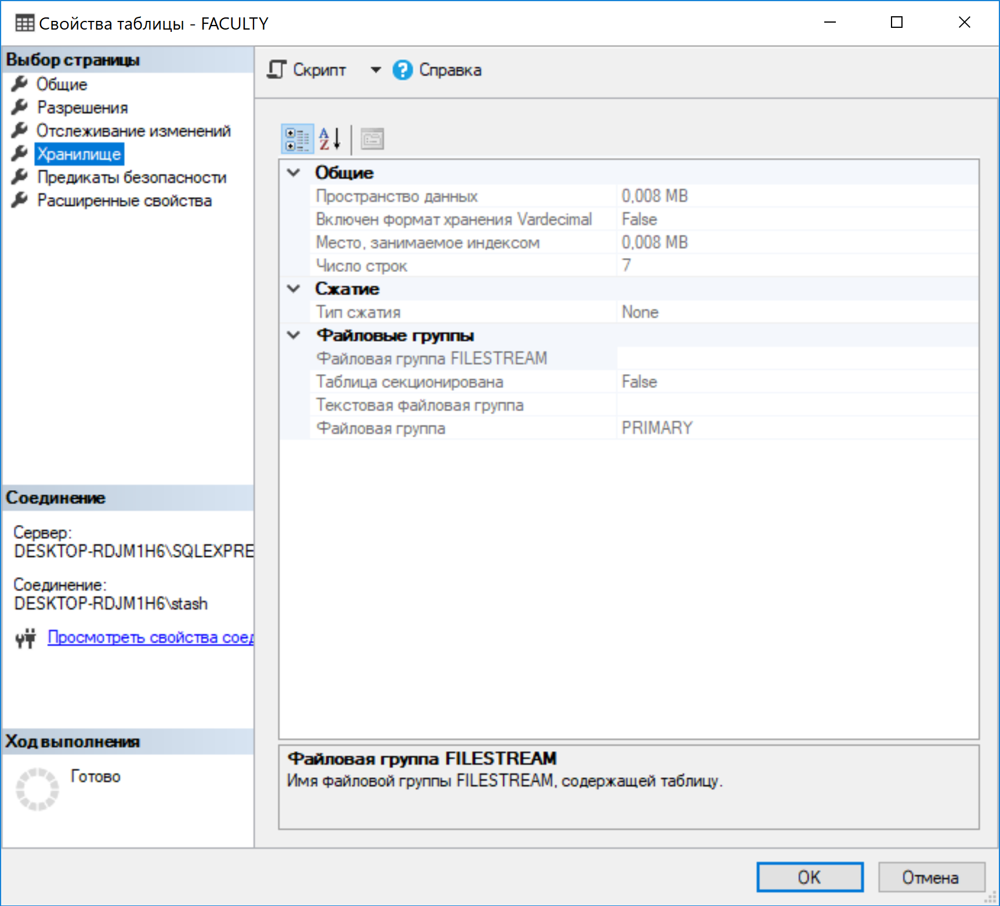 Свойства таблицы - FACULTY
Выбор страницы
Общие
Разрешения
Отслеживание изменений
Хранилище
Предикаты безопасности
Расширенные свойства
Соединение
Сервер:
DESKTOP-RDJM1H6\SQLEXPRE
Соединение:
DESKTOP-RDJM1H6\stash
Просмотреть свойства соед
Ход выполнения
Готово
Скрипт
Справка
Общие
Пространство данных 0,008 MB
Включен формат хранения Vardecimal False
Место, занимаемое индексом 0,008 MB
Число строк 7
Сжатие
Тип сжатия None
Файловые группы
Файловая группа FILESTREAM
Таблица секционирована False
Текстовая файловая группа
Файловая группа PRIMARY
Файловая группа FILESTREAM
Имя файловой группы FILESTREAM, содержащей таблицу.
OK
Отмена